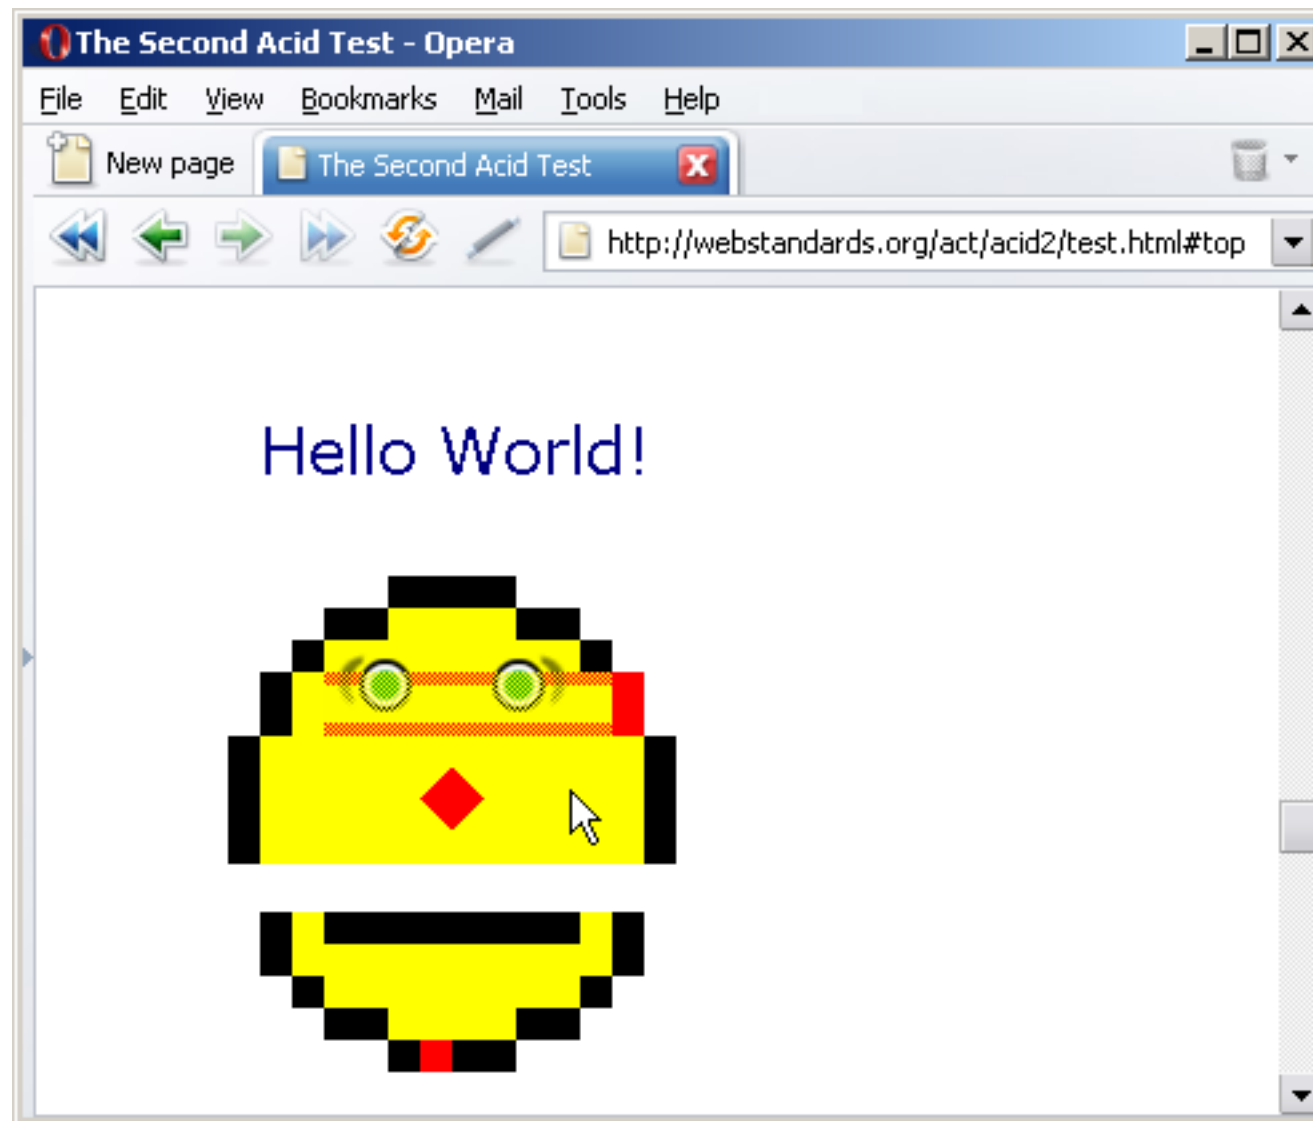 The Second Acid Test - Opera
File Edit View Bookmarks Mail Tools Help
New page The Second Acid Test
http://webstandards.org/act/acid2/test.html#top
Hello World!